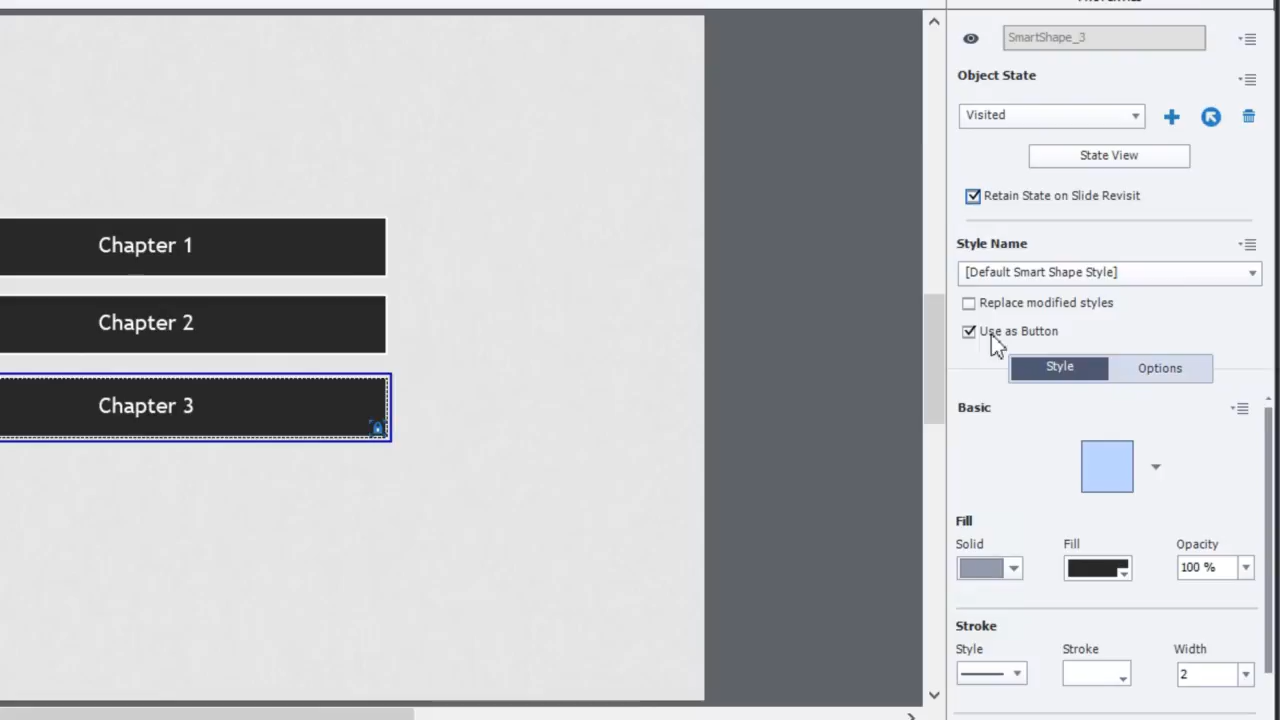 PROPERTIES
SmartShape_3
Object State
Visited
State View
Retain State on Slide Revisit
Style Name
[Default Smart Shape Style]
Replace modified styles
Use as Button
Style Options
Basic
Fill
Solid Fill Opacity
100 %
Stroke
Style Stroke Width
2
Chapter 1
Chapter 2
Chapter 3